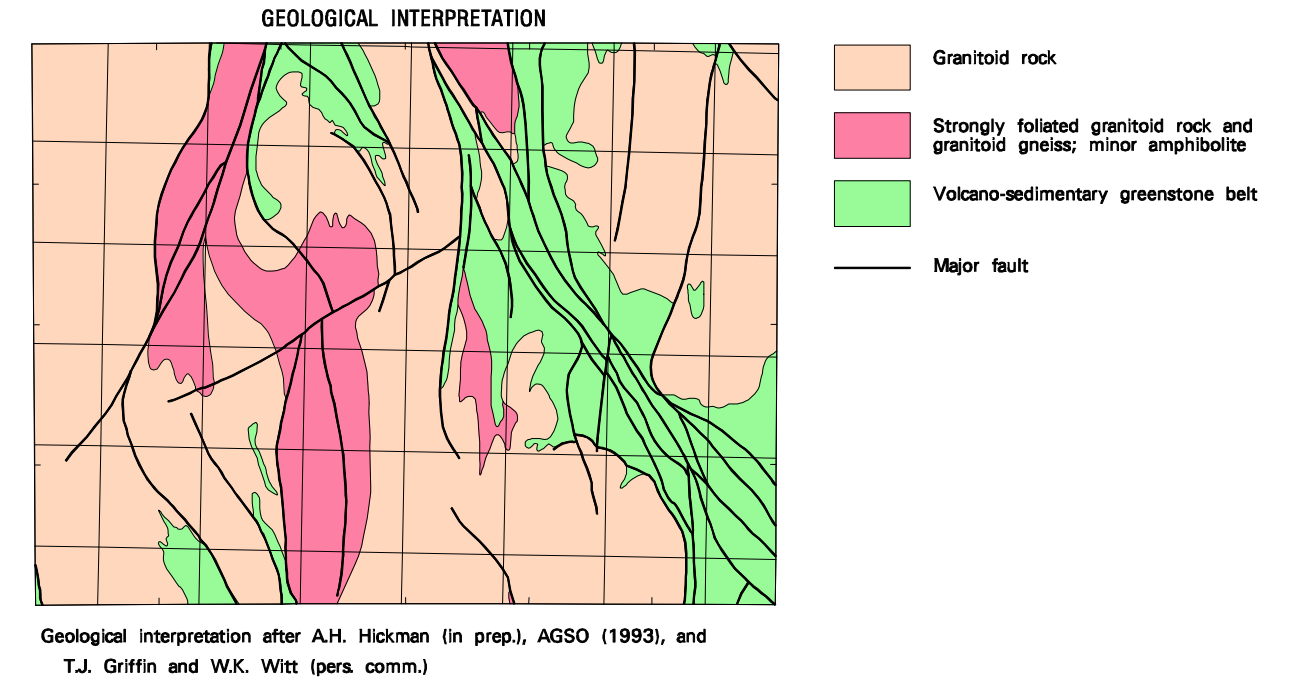 GEOLOGICAL INTERPRETATION
Granitoid rock
Strongly foliated granitoid rock and
granitoid gneiss; minor amphibolite
Volcano-sedimentary greenstone belt
Major fault
Geological interpretation after A.H. Hickman (in prep.), AGSO (1993), and
T.J. Griffin and W.K. Witt (pers. comm.)